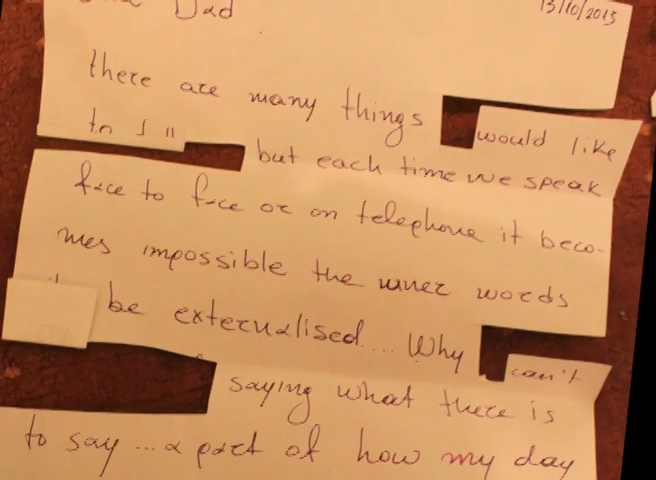 Dad
13/10/2013
there are many things would like
to but each time we speak
face to face or on telephone it beco-
mes impossible the inner words
be externalised.... Why can't
saying what there is
to say ... a part of how my day